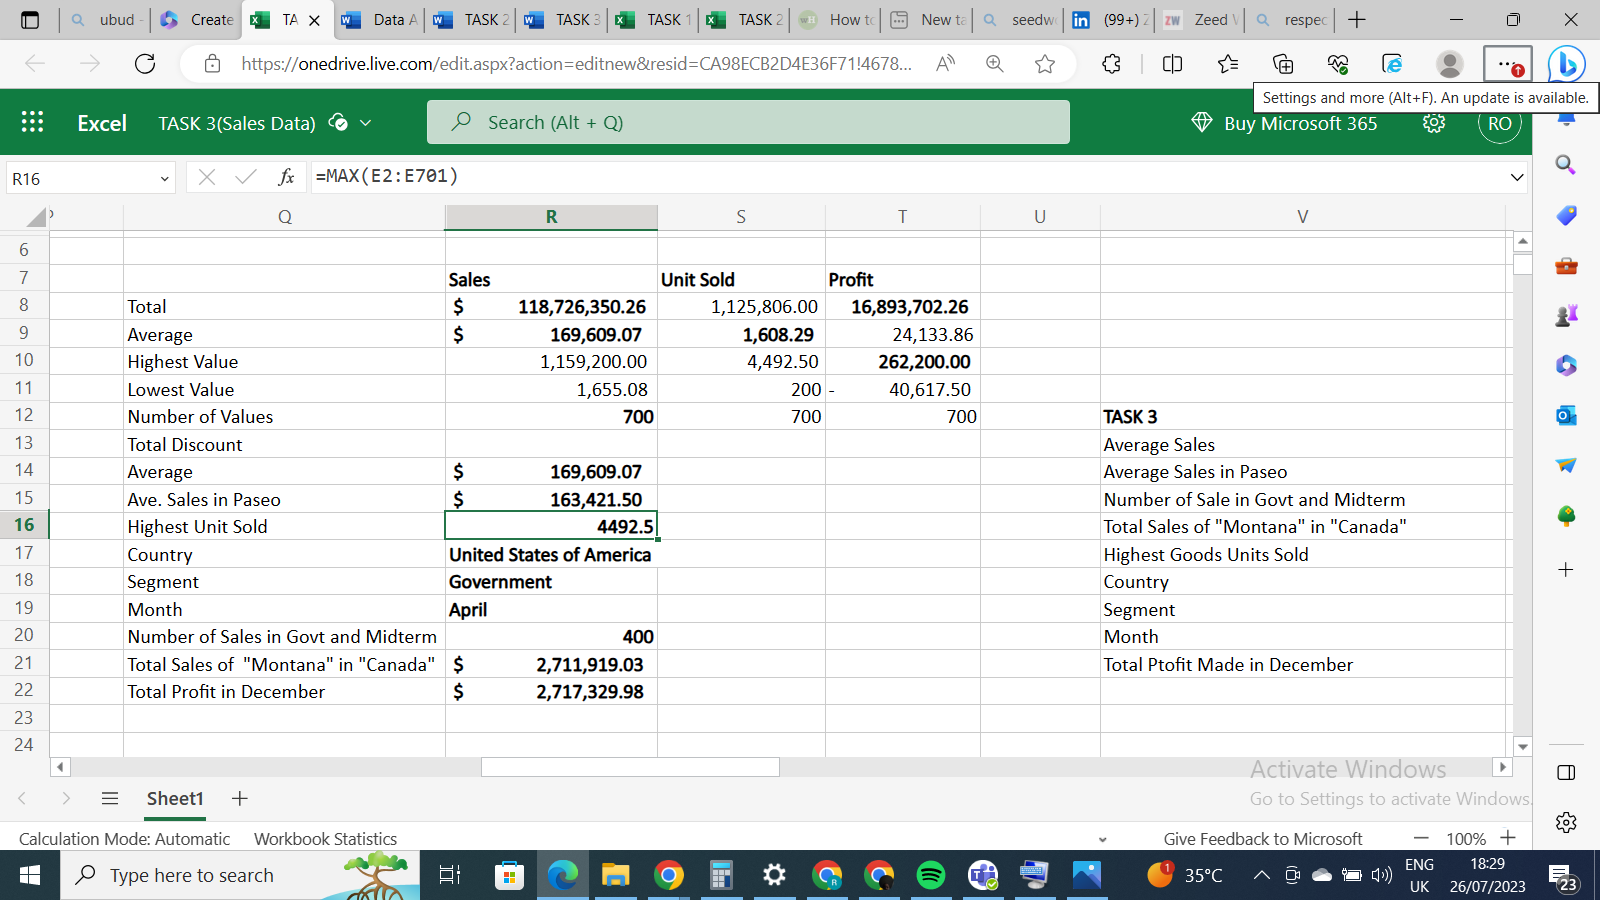 ubud
Create
TA
Data A
TASK 2
TASK 3
TASK 1
TASK 2
How to
New ta
seedw
in (99+)
ZW Zeed
respec
https://onedrive.live.com/edit.aspx?action=editnew&resid=CA98ECB2D4E36F71!4678...
Settings and more (Alt+F). An update is available.
Excel TASK 3(Sales Data)
Search (Alt + Q)
Buy Microsoft 365
RO
R16
fx =MAX(E2:E701)
Q R S T U V
6
7 Sales Unit Sold Profit
8 Total $ 118,726,350.26 1,125,806.00 16,893,702.26
9 Average $ 169,609.07 1,608.29 24,133.86
10 Highest Value 1,159,200.00 4,492.50 262,200.00
11 Lowest Value 1,655.08 200 - 40,617.50
12 Number of Values 700 700 700 TASK 3
13 Total Discount Average Sales
14 Average $ 169,609.07 Average Sales in Paseo
15 Ave. Sales in Paseo $ 163,421.50 Number of Sale in Govt and Midterm
16 Highest Unit Sold 4492.5 Total Sales of "Montana" in "Canada"
17 Country United States of America Highest Goods Units Sold
18 Segment Government Country
19 Month April Segment
20 Number of Sales in Govt and Midterm 400 Month
21 Total Sales of "Montana" in "Canada" $ 2,711,919.03 Total Ptofit Made in December
22 Total Profit in December $ 2,717,329.98
23
24
Activate Windows
Go to Settings to activate Windows.
Sheet1
Calculation Mode: Automatic Workbook Statistics Give Feedback to Microsoft 100%
Type here to search
1 35°C ENG 18:29
UK 26/07/2023 23